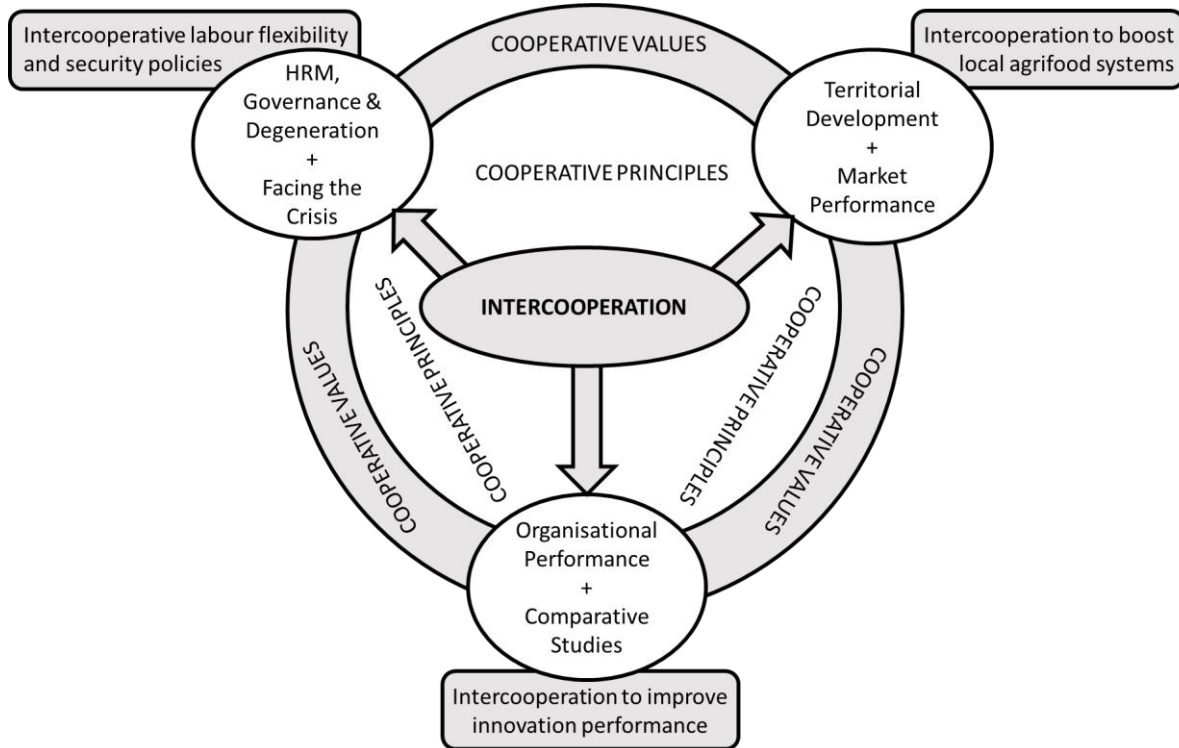 Intercooperative labour flexibility
and security policies
HRM,
Governance &
Degeneration
+
Facing the
Crisis
COOPERATIVE VALUES
Intercooperation to boost
local agrifood systems
Territorial
Development
+
Market
Performance
COOPERATIVE PRINCIPLES
INTERCOOPERATION
COOPERATIVE PRINCIPLES
COOPERATIVE PRINCIPLES
COOPERATIVE VALUES
COOPERATIVE VALUES
Organisational
Performance
+
Comparative
Studies
Intercooperation to improve
innovation performance